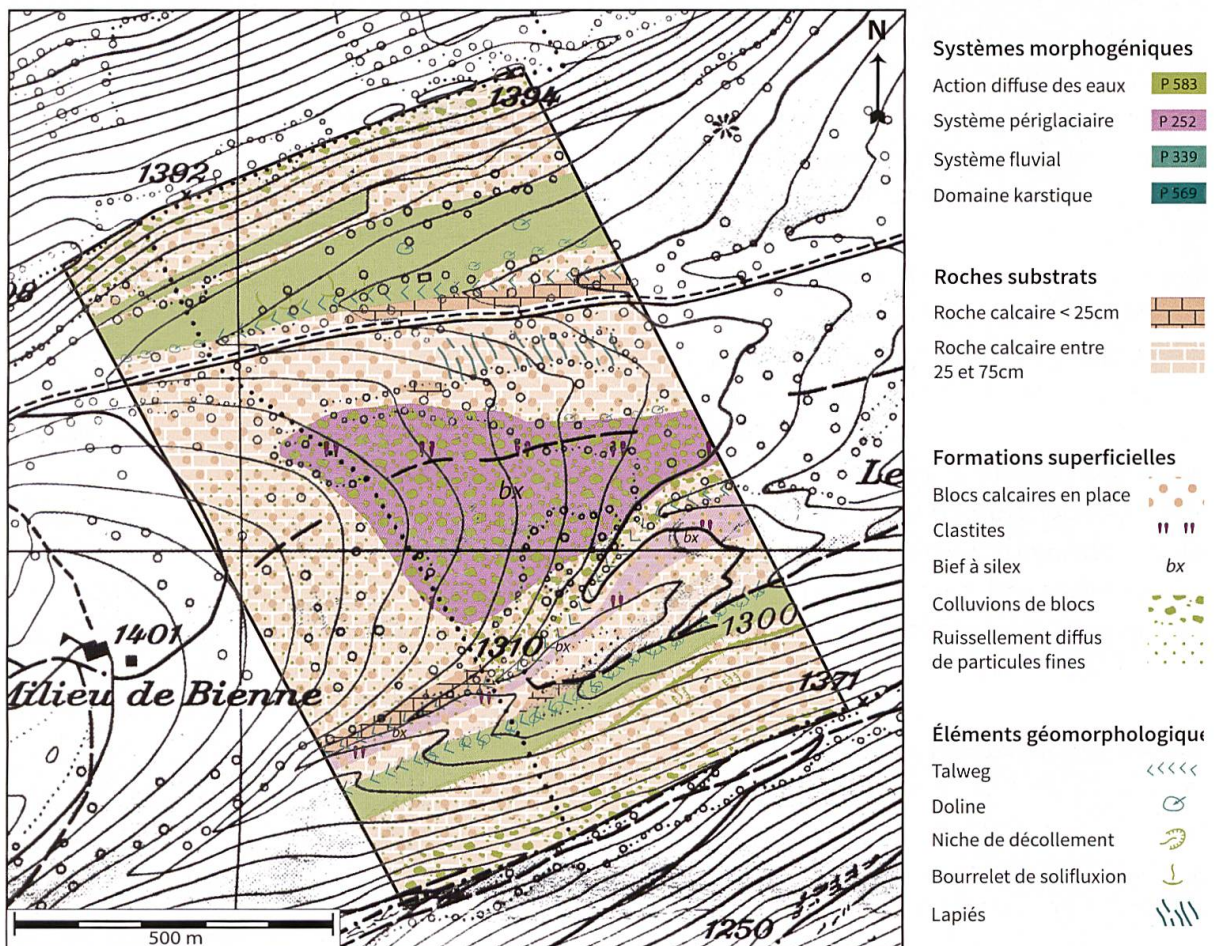 N
1394
1392
bx
Le
bx
1300
1310
bx
1401
1371
Milieu de Bienne
bx
500 m
1250
Systèmes morphogéniques
Action diffuse des eaux P 583
Système périglaciaire P 252
Système fluvial P 339
Domaine karstique P 569
Roches substrats
Roche calcaire < 25cm
Roche calcaire entre
25 et 75cm
Formations superficielles
Blocs calcaires en place
Clastites
Bief à silex bx
Colluvions de blocs
Ruissellement diffus
de particules fines
Éléments géomorphologique
Talweg
Doline
Niche de décollement
Bourrelet de solifluxion
Lapiés